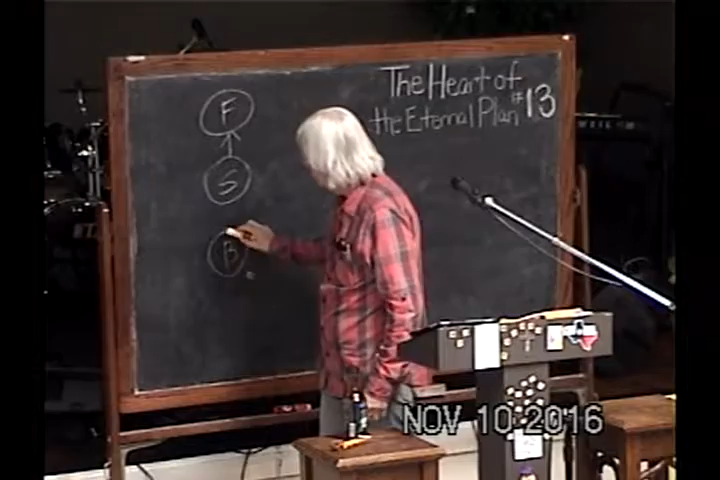 The Heart of
the Eternal Plan #13
F
S
B
NOV 10 2016